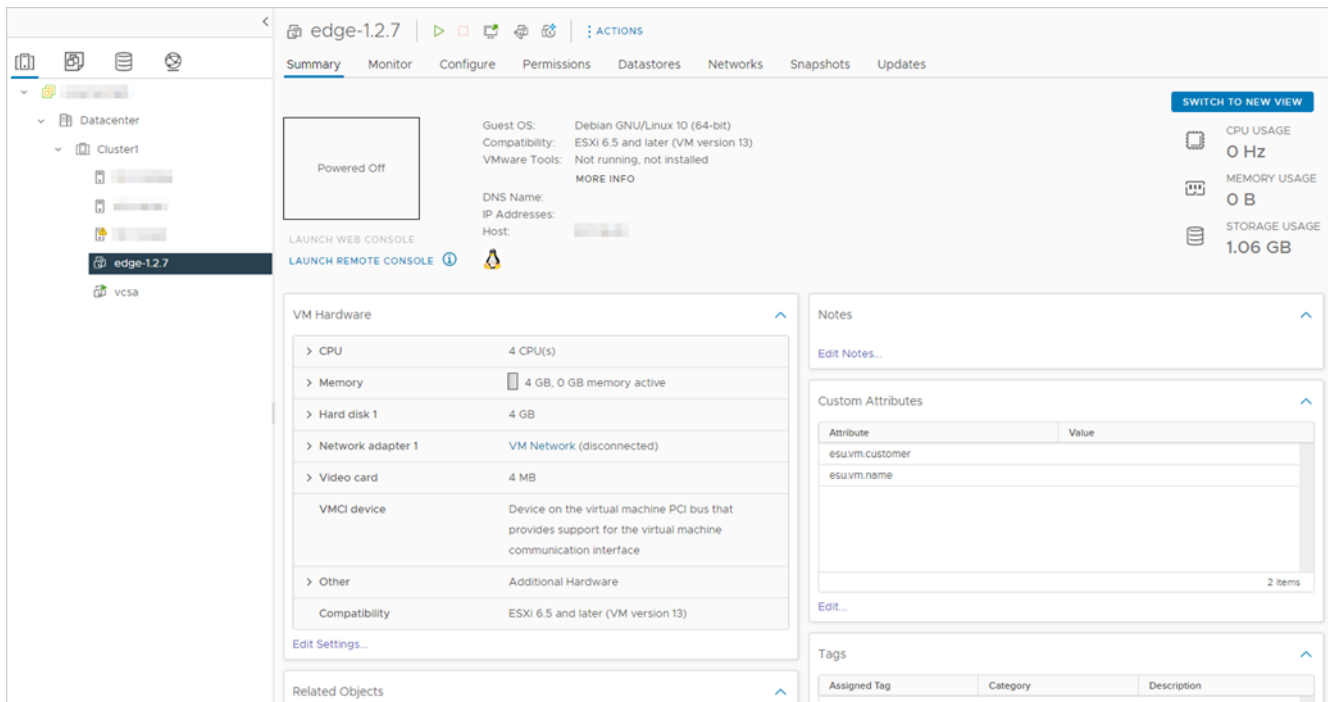 edge-1.2.7
ACTIONS
Summary Monitor Configure Permissions Datastores Networks Snapshots Updates
Datacenter
Cluster1
edge-1.2.7
vcsa
SWITCH TO NEW VIEW
Powered Off
Guest OS: Debian GNU/Linux 10 (64-bit)
Compatibility: ESXi 6.5 and later (VM version 13)
VMware Tools: Not running, not installed
MORE INFO
DNS Name:
IP Addresses:
Host:
LAUNCH WEB CONSOLE
LAUNCH REMOTE CONSOLE
CPU USAGE
0 Hz
MEMORY USAGE
0 B
STORAGE USAGE
1.06 GB
VM Hardware
CPU 4 CPU(s)
Memory 4 GB, 0 GB memory active
Hard disk 1 4 GB
Network adapter 1 VM Network (disconnected)
Video card 4 MB
VMCI device Device on the virtual machine PCI bus that
provides support for the virtual machine
communication interface
Other Additional Hardware
Compatibility ESXi 6.5 and later (VM version 13)
Edit Settings...
Related Objects
Notes
Edit Notes...
Custom Attributes
Attribute Value
esu.vm.customer
esu.vm.name
2 items
Edit...
Tags
Assigned Tag Category Description